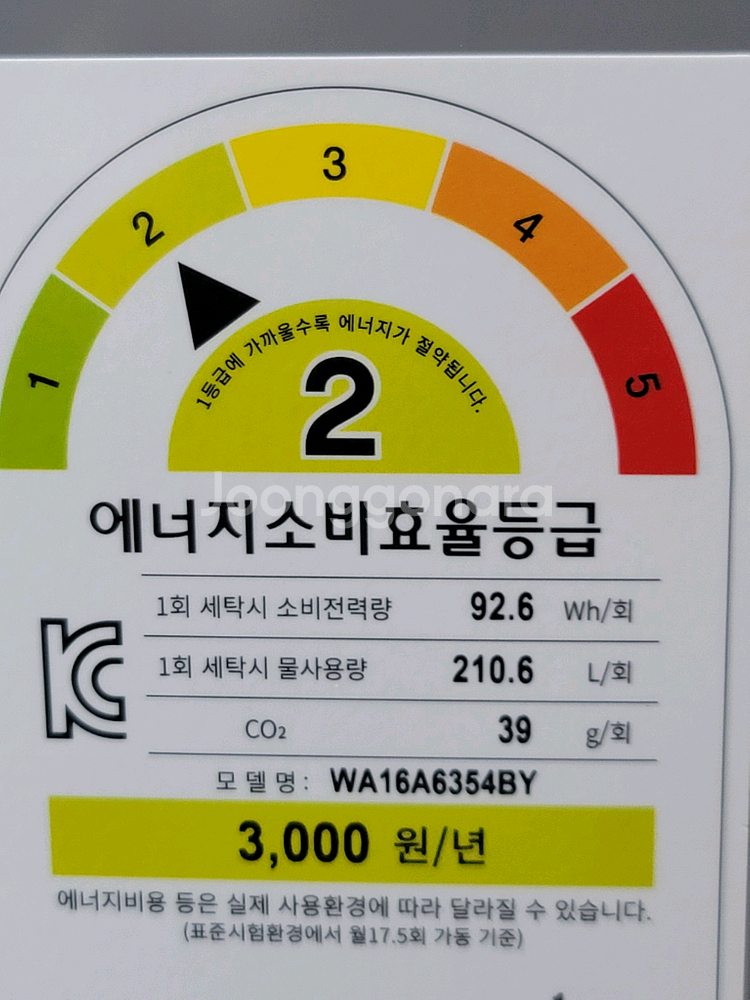 3
2
4
1
5
1등급에 가까울수록 에너지가 절약됩니다.
2
Joonggonara
에너지소비효율등급
1회 세탁시 소비전력량 92.6 Wh/회
1회 세탁시 물사용량 210.6 L/회
CO₂ 39 g/회
모델명: WA16A6354BY
3,000 원/년
에너지비용 등은 실제 사용환경에 따라 달라질 수 있습니다.
(표준시험환경에서 월17.5회 가동 기준)